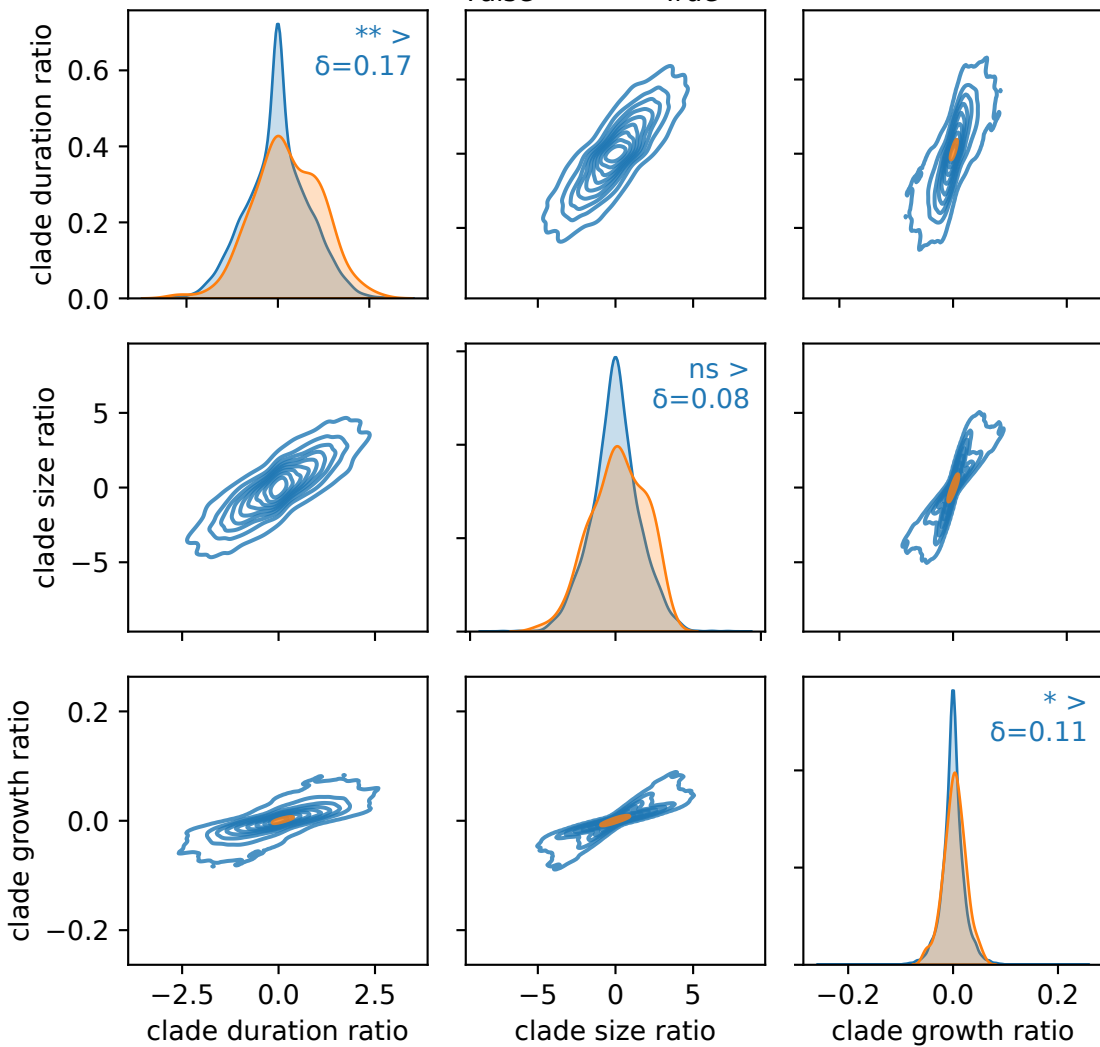 ** >
δ=0.17
clade duration ratio
0.6
0.4
0.2
0.0
ns >
δ=0.08
clade size ratio
5
0
−5
* >
δ=0.11
clade growth ratio
0.2
0.0
−0.2
−2.5 0.0 2.5
−5 0 5
−0.2 0.0 0.2
clade duration ratio
clade size ratio
clade growth ratio